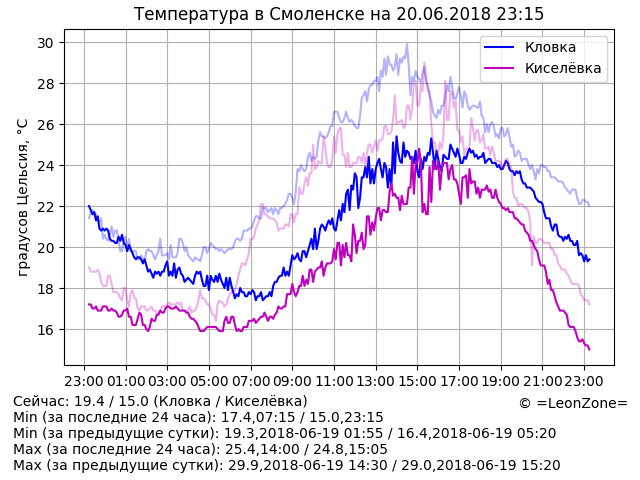 Температура в Смоленске на 20.06.2018 23:15
Кловка
Киселёвка
градусов Цельсия, °C
30
28
26
24
22
20
18
16
23:00 01:00 03:00 05:00 07:00 09:00 11:00 13:00 15:00 17:00 19:00 21:00 23:00
Сейчас: 19.4 / 15.0 (Кловка / Киселёвка)
© =LeonZone=
Min (за последние 24 часа): 17.4,07:15 / 15.0,23:15
Min (за предыдущие сутки): 19.3,2018-06-19 01:55 / 16.4,2018-06-19 05:20
Max (за последние 24 часа): 25.4,14:00 / 24.8,15:05
Max (за предыдущие сутки): 29.9,2018-06-19 14:30 / 29.0,2018-06-19 15:20